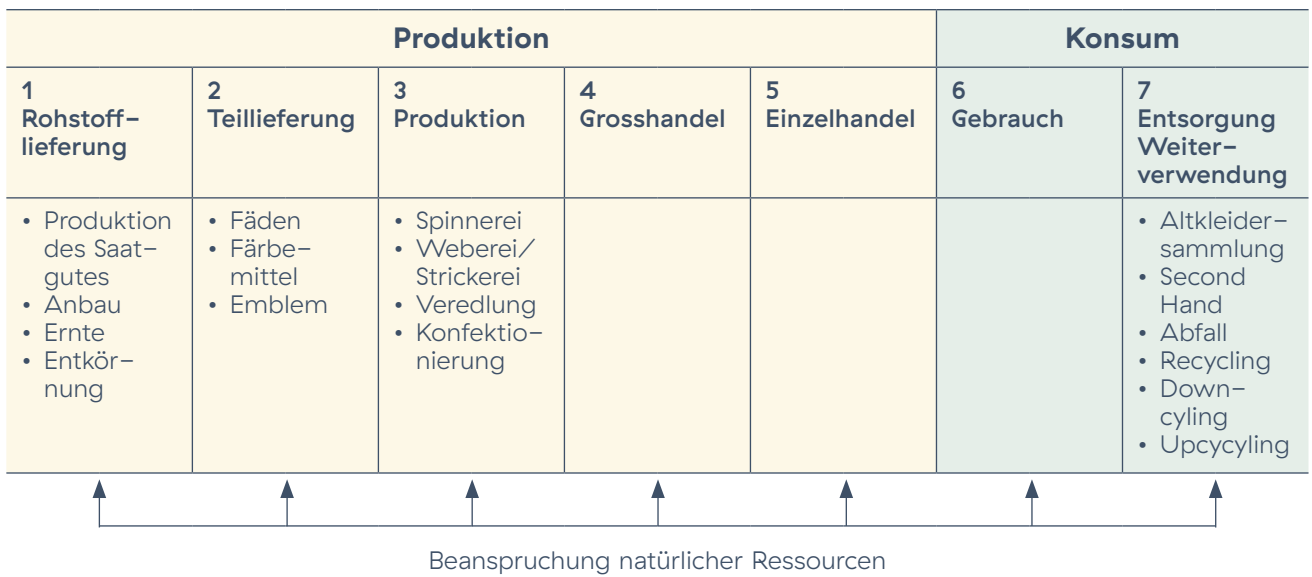 Produktion
Konsum
1
Rohstoff–
lieferung
2
Teillieferung
3
Produktion
4
Grosshandel
5
Einzelhandel
6
Gebrauch
7
Entsorgung
Weiter–
verwendung
• Produktion
des Saat–
gutes
• Anbau
• Ernte
• Entkör–
nung
• Fäden
• Färbe–
mittel
• Emblem
• Spinnerei
• Weberei/
Strickerei
• Veredlung
• Konfektio–
nierung
• Altkleider–
sammlung
• Second
Hand
• Abfall
• Recycling
• Down–
cyling
• Upcycyling
Beanspruchung natürlicher Ressourcen